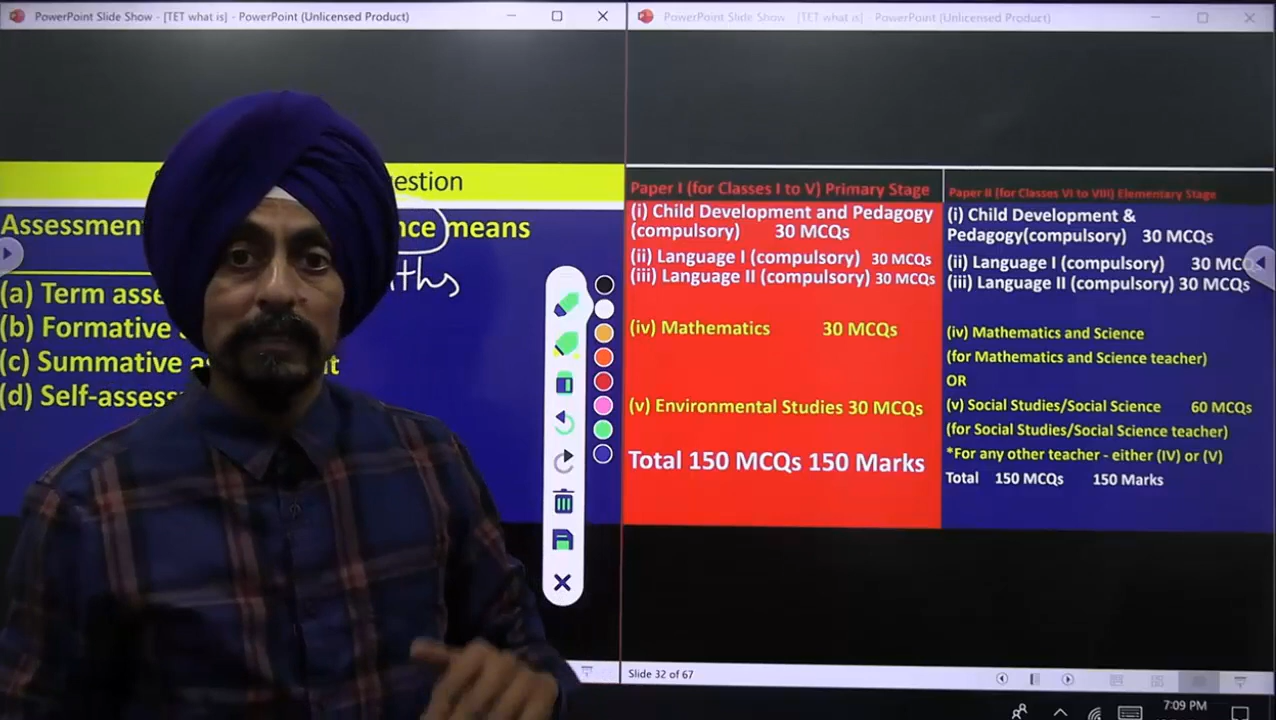 PowerPoint Slide Show - [TET what is] - PowerPoint (Unlicensed Product)
estion
Assessment
nce means
ths
(a) Term asse
(b) Formative a
(c) Summative as
t
(d) Self-assess
PowerPoint Slide Show - [TET what is] - PowerPoint (Unlicensed Product)
Paper I (for Classes I to V) Primary Stage
(i) Child Development and Pedagogy
(compulsory) 30 MCQs
(ii) Language I (compulsory) 30 MCQs
(iii) Language II (compulsory) 30 MCQs
(iv) Mathematics 30 MCQs
(v) Environmental Studies 30 MCQs
Total 150 MCQs 150 Marks
Paper II (for Classes VI to VIII) Elementary Stage
(i) Child Development &
Pedagogy(compulsory) 30 MCQs
(ii) Language I (compulsory) 30 MCQ
(iii) Language II (compulsory) 30 MCQs
(iv) Mathematics and Science
(for Mathematics and Science teacher)
OR
(v) Social Studies/Social Science 60 MCQs
(for Social Studies/Social Science teacher)
*For any other teacher - either (IV) or (V)
Total 150 MCQs 150 Marks
Slide 32 of 67
7:09 PM